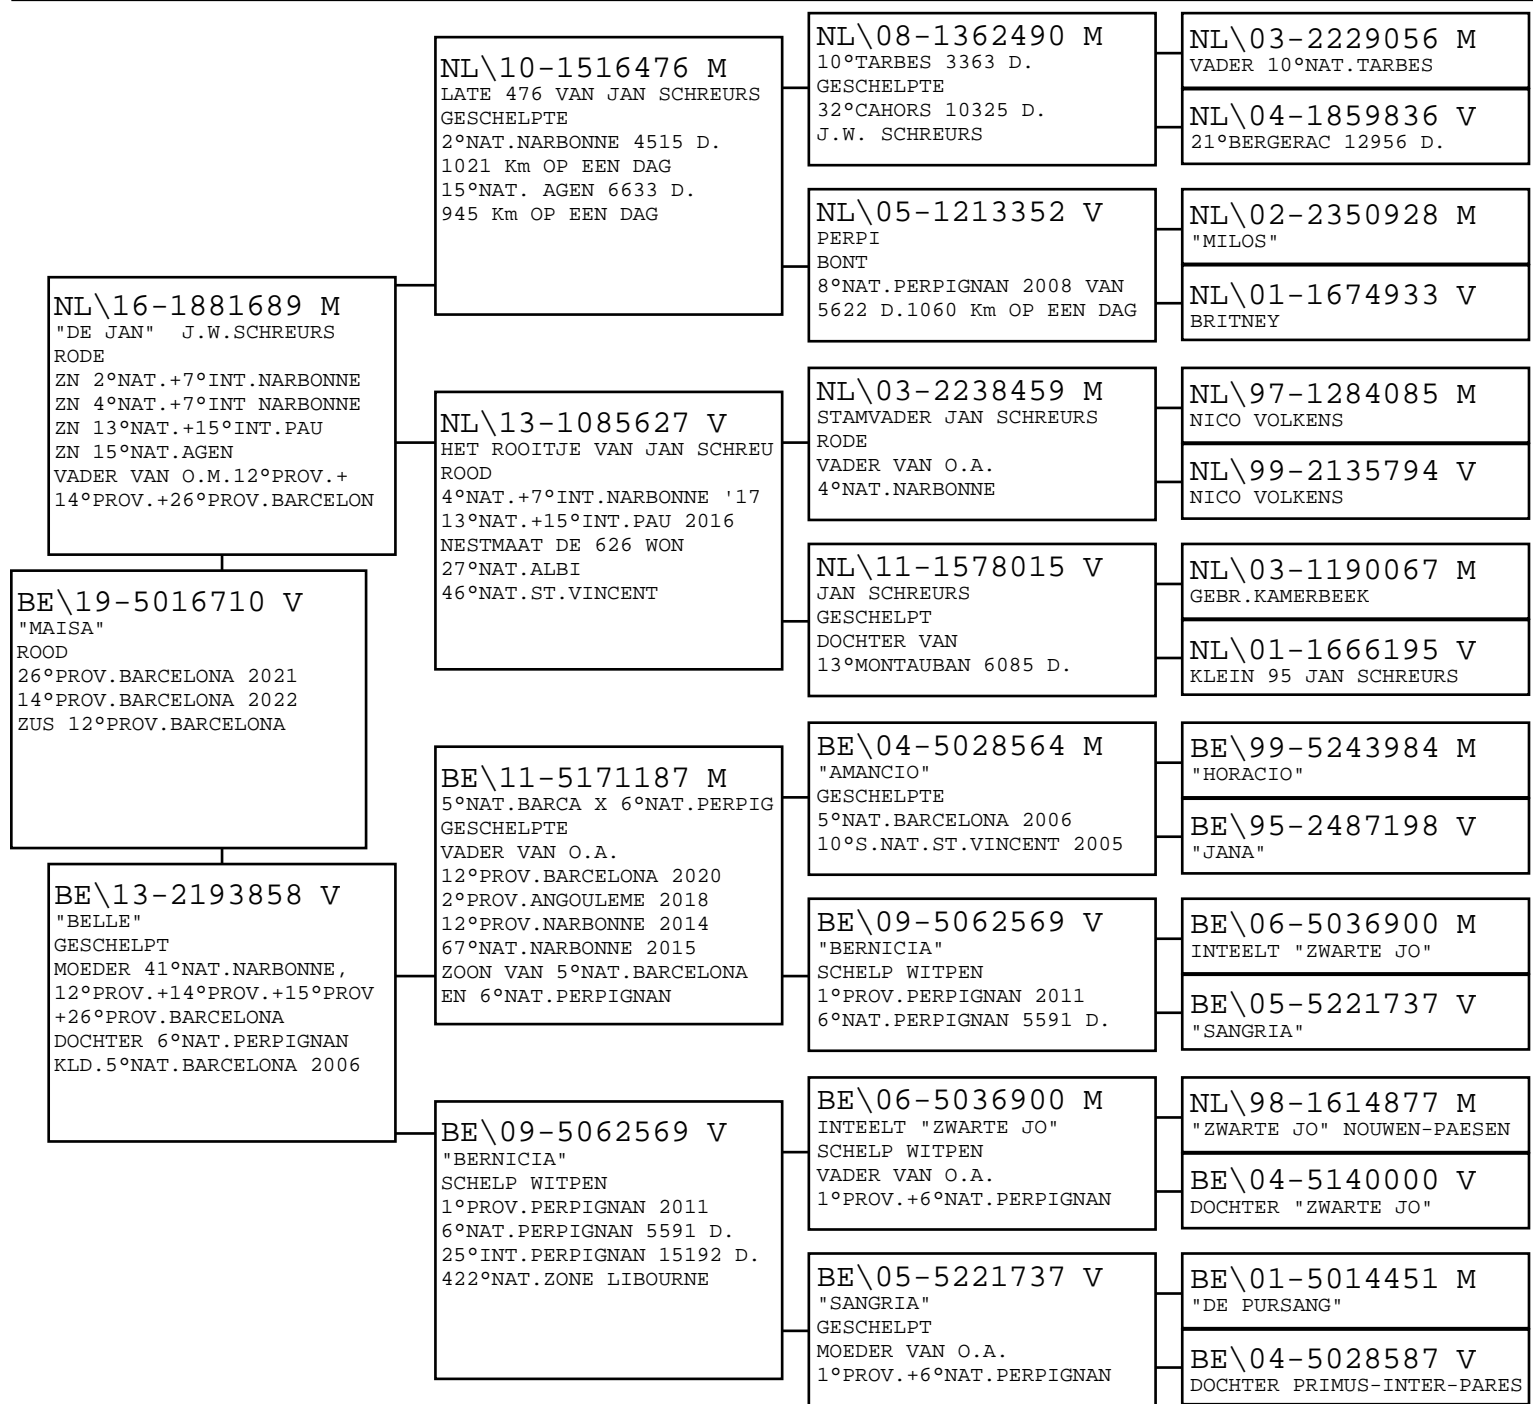 BE\19-5016710 V
"MAISA"
ROOD
26°PROV.BARCELONA 2021
14°PROV.BARCELONA 2022
ZUS 12°PROV.BARCELONA
NL\16-1881689 M
"DE JAN"  J.W.SCHREURS
RODE
ZN 2°NAT.+7°INT.NARBONNE
ZN 4°NAT.+7°INT NARBONNE
ZN 13°NAT.+15°INT.PAU
ZN 15°NAT.AGEN
VADER VAN O.M.12°PROV.+
14°PROV.+26°PROV.BARCELON
BE\13-2193858 V
"BELLE"
GESCHELPT
MOEDER 41°NAT.NARBONNE,
12°PROV.+14°PROV.+15°PROV
+26°PROV.BARCELONA
DOCHTER 6°NAT.PERPIGNAN
KLD.5°NAT.BARCELONA 2006
NL\10-1516476 M
LATE 476 VAN JAN SCHREURS
GESCHELPTE
2°NAT.NARBONNE 4515 D.
1021 Km OP EEN DAG
15°NAT. AGEN 6633 D.
945 Km OP EEN DAG
NL\13-1085627 V
HET ROOITJE VAN JAN SCHREU
ROOD
4°NAT.+7°INT.NARBONNE '17
13°NAT.+15°INT.PAU 2016
NESTMAAT DE 626 WON
27°NAT.ALBI
46°NAT.ST.VINCENT
BE\11-5171187 M
5°NAT.BARCA X 6°NAT.PERPIG
GESCHELPTE
VADER VAN O.A.
12°PROV.BARCELONA 2020
2°PROV.ANGOULEME 2018
12°PROV.NARBONNE 2014
67°NAT.NARBONNE 2015
ZOON VAN 5°NAT.BARCELONA
EN 6°NAT.PERPIGNAN
BE\09-5062569 V
"BERNICIA"
SCHELP WITPEN
1°PROV.PERPIGNAN 2011
6°NAT.PERPIGNAN 5591 D.
25°INT.PERPIGNAN 15192 D.
422°NAT.ZONE LIBOURNE
NL\08-1362490 M
10°TARBES 3363 D.
GESCHELPTE
32°CAHORS 10325 D.
J.W. SCHREURS
NL\05-1213352 V
PERPI
BONT
8°NAT.PERPIGNAN 2008 VAN
5622 D.1060 Km OP EEN DAG
NL\03-2238459 M
STAMVADER JAN SCHREURS
RODE
VADER VAN O.A.
4°NAT.NARBONNE
NL\11-1578015 V
JAN SCHREURS
GESCHELPT
DOCHTER VAN
13°MONTAUBAN 6085 D.
BE\04-5028564 M
"AMANCIO"
GESCHELPTE
5°NAT.BARCELONA 2006
10°S.NAT.ST.VINCENT 2005
BE\09-5062569 V
"BERNICIA"
SCHELP WITPEN
1°PROV.PERPIGNAN 2011
6°NAT.PERPIGNAN 5591 D.
BE\06-5036900 M
INTEELT "ZWARTE JO"
SCHELP WITPEN
VADER VAN O.A.
1°PROV.+6°NAT.PERPIGNAN
BE\05-5221737 V
"SANGRIA"
GESCHELPT
MOEDER VAN O.A.
1°PROV.+6°NAT.PERPIGNAN
NL\03-2229056 M
VADER 10°NAT.TARBES
NL\04-1859836 V
21°BERGERAC 12956 D.
NL\02-2350928 M
"MILOS"
NL\01-1674933 V
BRITNEY
NL\97-1284085 M
NICO VOLKENS
NL\99-2135794 V
NICO VOLKENS
NL\03-1190067 M
GEBR.KAMERBEEK
NL\01-1666195 V
KLEIN 95 JAN SCHREURS
BE\99-5243984 M
"HORACIO"
BE\95-2487198 V
"JANA"
BE\06-5036900 M
INTEELT "ZWARTE JO"
BE\05-5221737 V
"SANGRIA"
NL\98-1614877 M
"ZWARTE JO" NOUWEN-PAESEN
BE\04-5140000 V
DOCHTER "ZWARTE JO"
BE\01-5014451 M
"DE PURSANG"
BE\04-5028587 V
DOCHTER PRIMUS-INTER-PARES